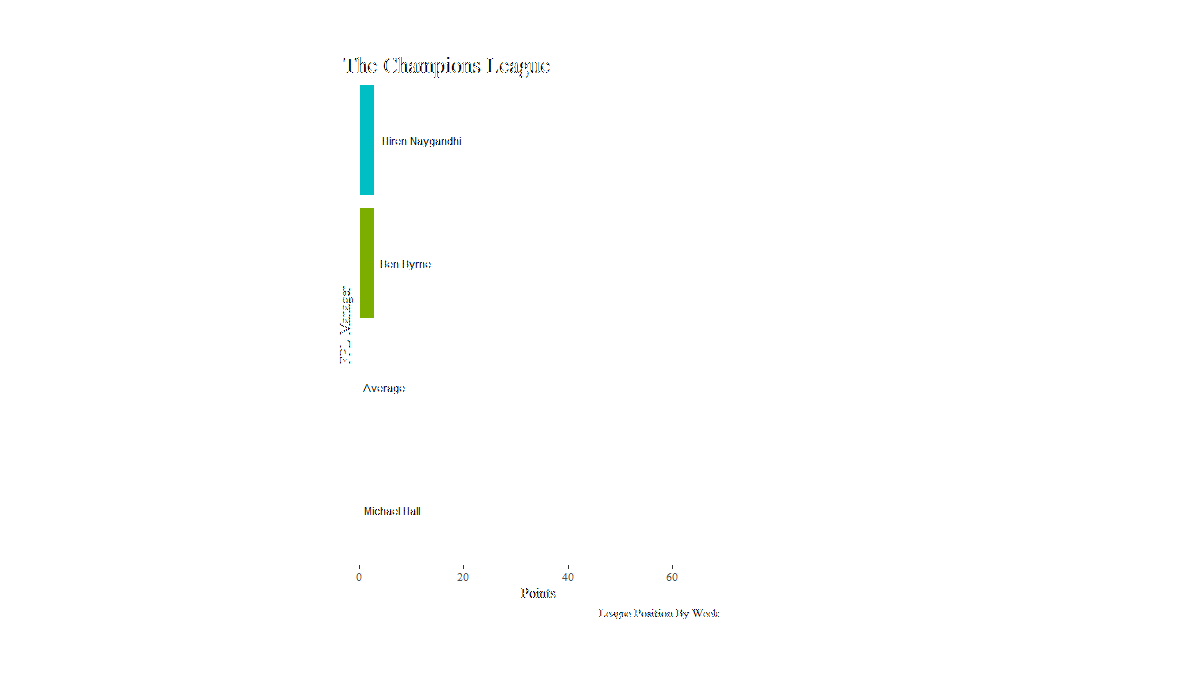 The Champions League
Hiren Naygandhi
Ben Byrne
FPL Manager
Average
Michael Hall
0 20 40 60
Points
League Position By Week